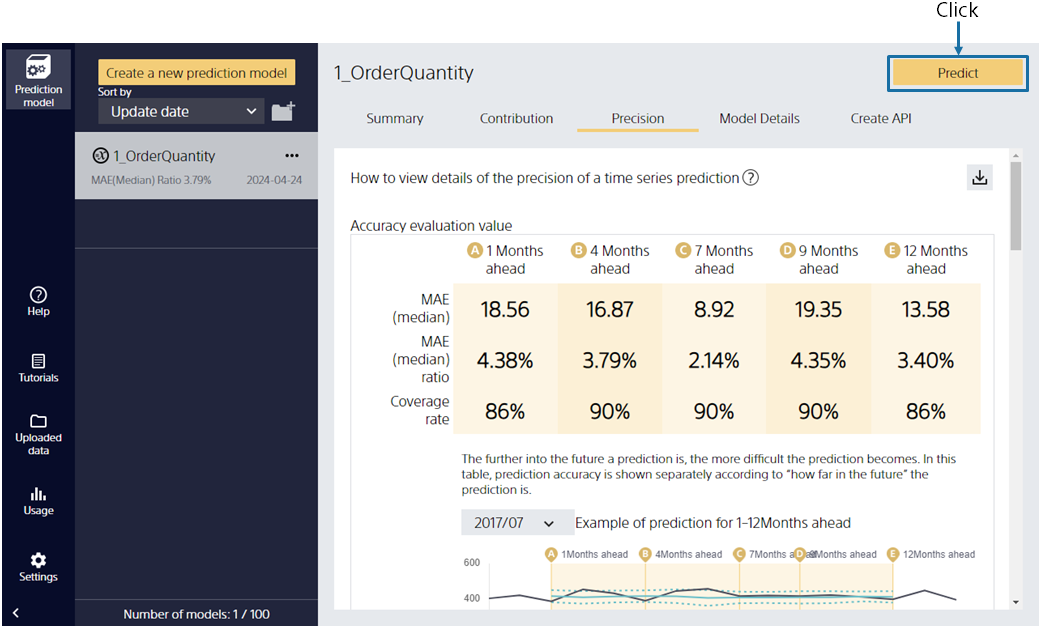 Click
Prediction
model
Help
Tutorials
Uploaded
data
Usage
Settings
Create a new prediction model
Sort by
Update date
1_OrderQuantity
MAE(Median) Ratio 3.79% 2024-04-24
Number of models: 1 / 100
1_OrderQuantity
Predict
Summary Contribution Precision Model Details Create API
How to view details of the precision of a time series prediction ?
Accuracy evaluation value
A 1 Months ahead B 4 Months ahead C 7 Months ahead D 9 Months ahead E 12 Months ahead
MAE (median) 18.56 16.87 8.92 19.35 13.58
MAE (median) ratio 4.38% 3.79% 2.14% 4.35% 3.40%
Coverage rate 86% 90% 90% 90% 86%
The further into the future a prediction is, the more difficult the prediction becomes. In this
table, prediction accuracy is shown separately according to “how far in the future” the
prediction is.
2017/07 Example of prediction for 1–12Months ahead
A 1Months ahead B 4Months ahead C 7Months ahead D Months ahead E 12Months ahead
600
400